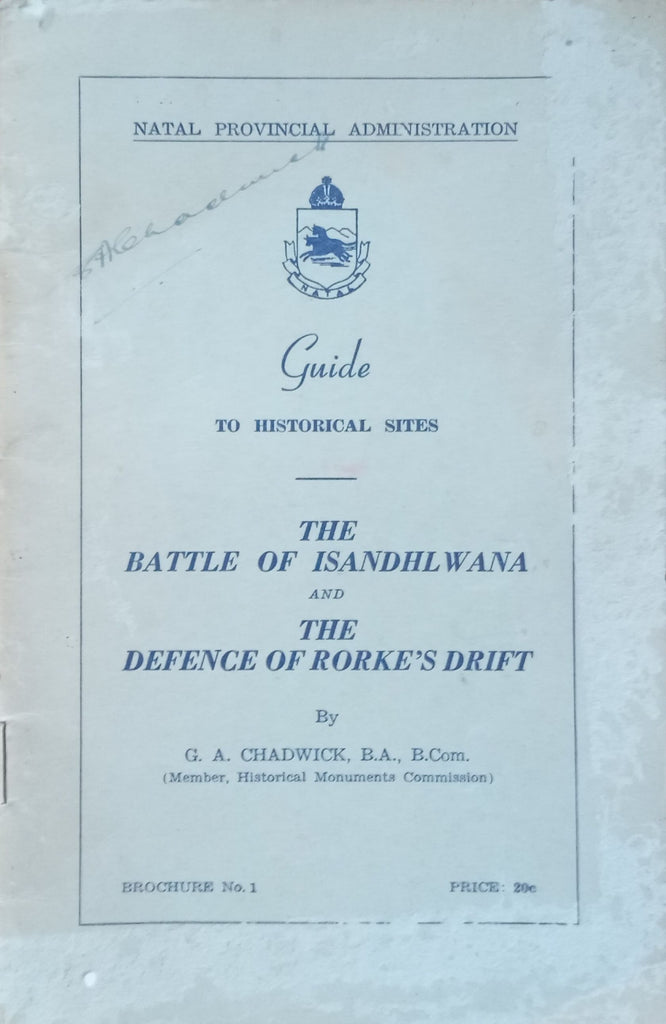 NATAL PROVINCIAL ADMINISTRATION
GAChadwick
NATAL
Guide
TO HISTORICAL SITES
THE
BATTLE OF ISANDHLWANA
AND
THE
DEFENCE OF RORKE'S DRIFT
By
G. A. CHADWICK, B.A., B.Com.
(Member, Historical Monuments Commission)
BROCHURE No. 1 PRICE: 20c